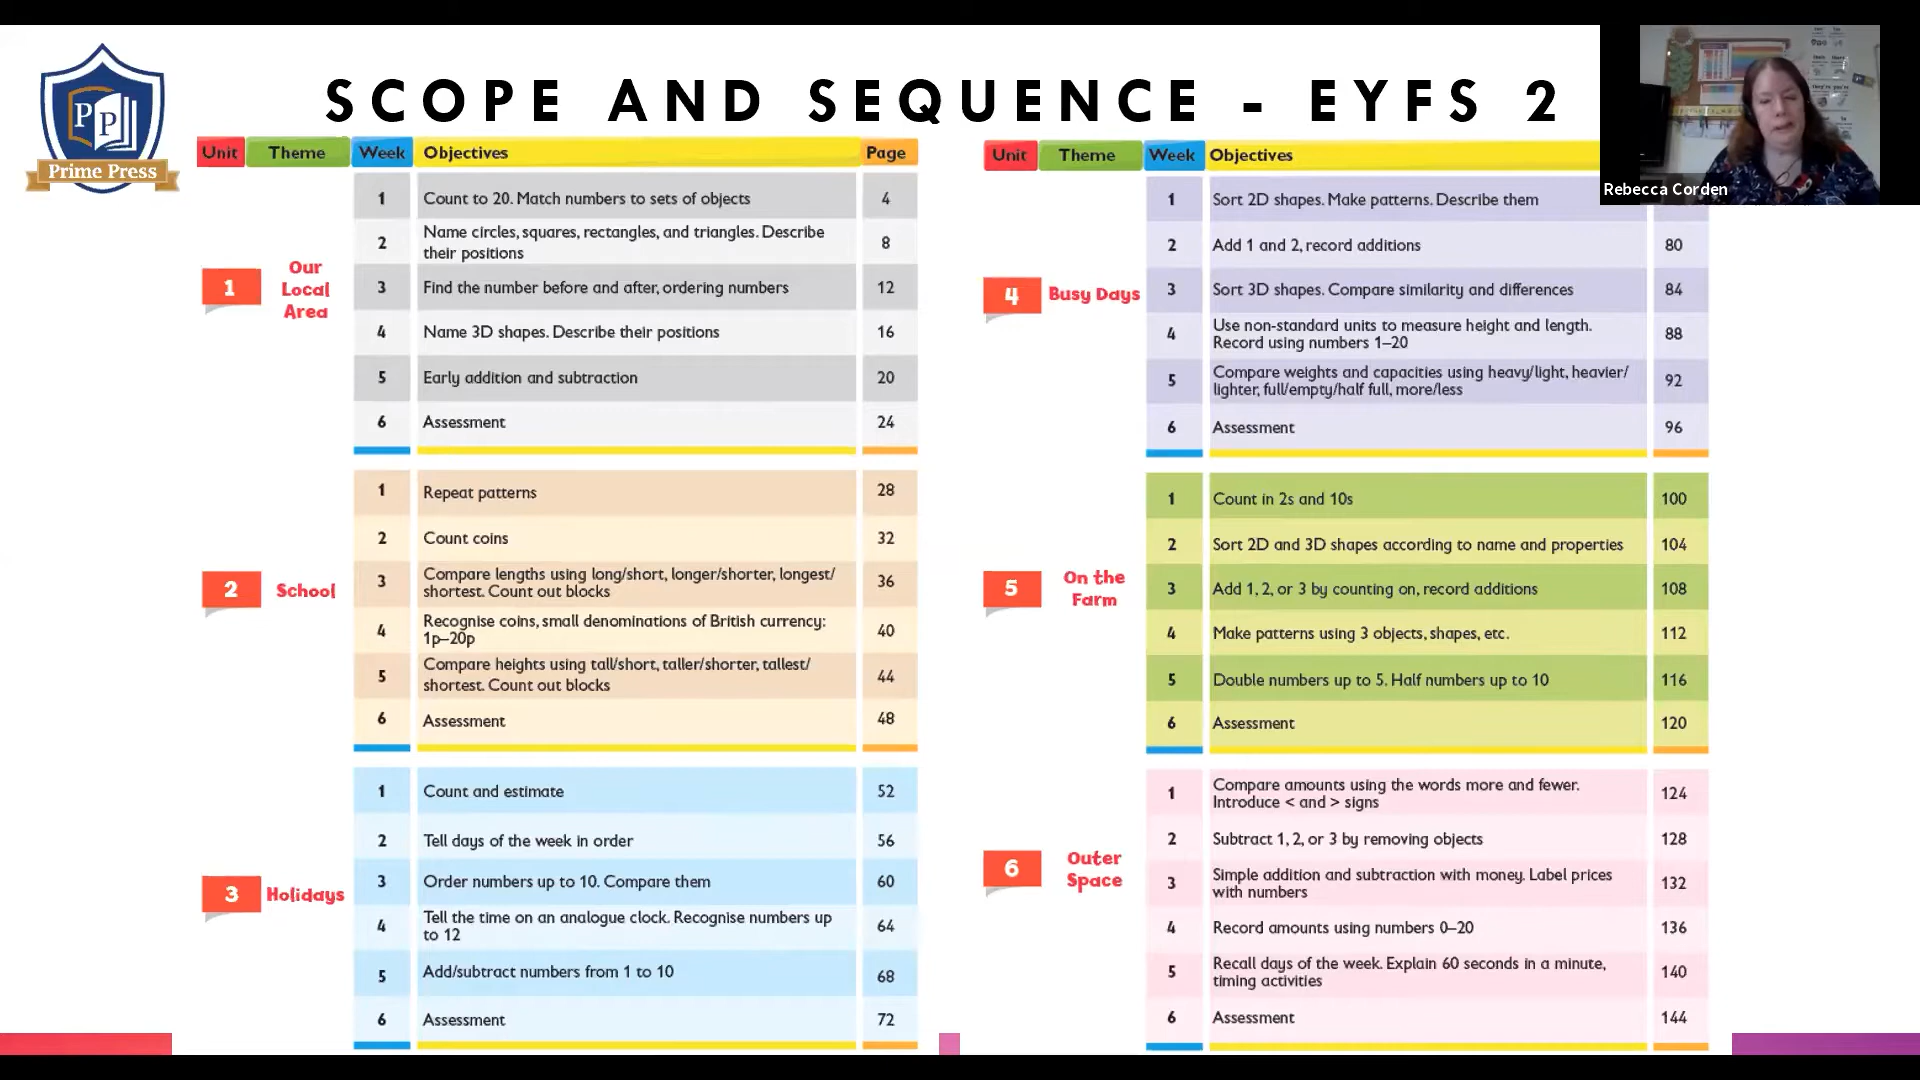 SCOPE AND SEQUENCE - EYFS 2
PP
Prime Press
Rebecca Corden
Unit Theme Week Objectives Page
1 Our
Local
Area
1 Count to 20. Match numbers to sets of objects 4
2 Name circles, squares, rectangles, and triangles. Describe
their positions 8
3 Find the number before and after, ordering numbers 12
4 Name 3D shapes. Describe their positions 16
5 Early addition and subtraction 20
6 Assessment 24
2 School
1 Repeat patterns 28
2 Count coins 32
3 Compare lengths using long/short, longer/shorter, longest/
shortest. Count out blocks 36
4 Recognise coins, small denominations of British currency:
1p–20p 40
5 Compare heights using tall/short, taller/shorter, tallest/
shortest. Count out blocks 44
6 Assessment 48
3 Holidays
1 Count and estimate 52
2 Tell days of the week in order 56
3 Order numbers up to 10. Compare them 60
4 Tell the time on an analogue clock. Recognise numbers up
to 12 64
5 Add/subtract numbers from 1 to 10 68
6 Assessment 72
Unit Theme Week Objectives
4 Busy Days
1 Sort 2D shapes. Make patterns. Describe them
2 Add 1 and 2, record additions 80
3 Sort 3D shapes. Compare similarity and differences 84
4 Use non-standard units to measure height and length.
Record using numbers 1–20 88
5 Compare weights and capacities using heavy/light, heavier/
lighter, full/empty/half full, more/less 92
6 Assessment 96
5 On the
Farm
1 Count in 2s and 10s 100
2 Sort 2D and 3D shapes according to name and properties 104
3 Add 1, 2, or 3 by counting on, record additions 108
4 Make patterns using 3 objects, shapes, etc. 112
5 Double numbers up to 5. Half numbers up to 10 116
6 Assessment 120
6 Outer
Space
1 Compare amounts using the words more and fewer.
Introduce < and > signs 124
2 Subtract 1, 2, or 3 by removing objects 128
3 Simple addition and subtraction with money. Label prices
with numbers 132
4 Record amounts using numbers 0–20 136
5 Recall days of the week. Explain 60 seconds in a minute,
timing activities 140
6 Assessment 144